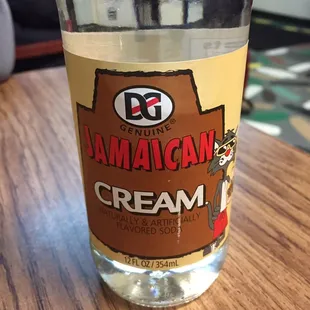 DG
GENUINE®
JAMAICAN
CREAM
NATURALLY & ARTIFICIALLY
FLAVORED SODA
12 FL OZ / 354mL